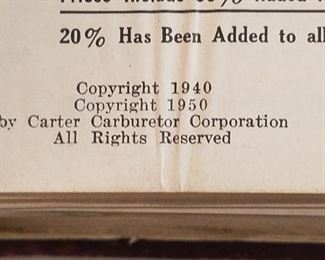 20% Has Been Added to all
Copyright 1940
Copyright 1950
by Carter Carburetor Corporation
All Rights Reserved